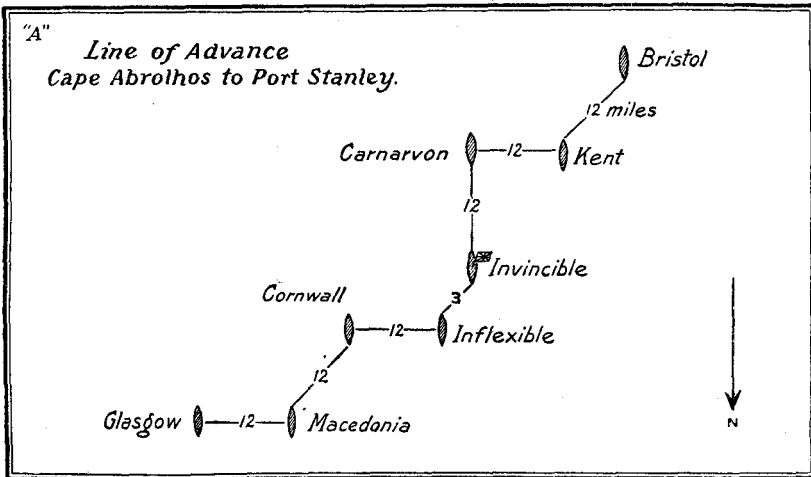 "A"
Line of Advance
Cape Abrolhos to Port Stanley.
Bristol
12 miles
Carnarvon
12
Kent
12
Invincible
3
Cornwall
12
Inflexible
12
Glasgow
12
Macedonia
N